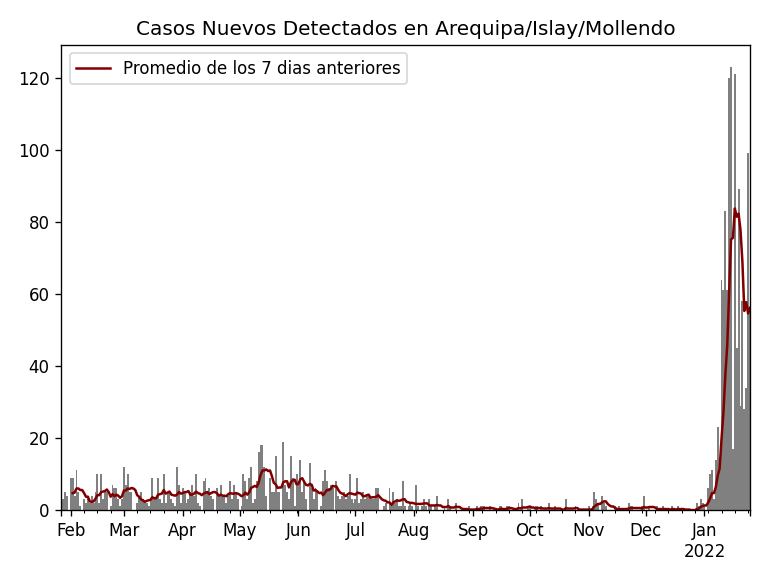 Casos Nuevos Detectados en Arequipa/Islay/Mollendo
Promedio de los 7 dias anteriores
120
100
80
60
40
20
0
Feb Mar Apr May Jun Jul Aug Sep Oct Nov Dec Jan
2022